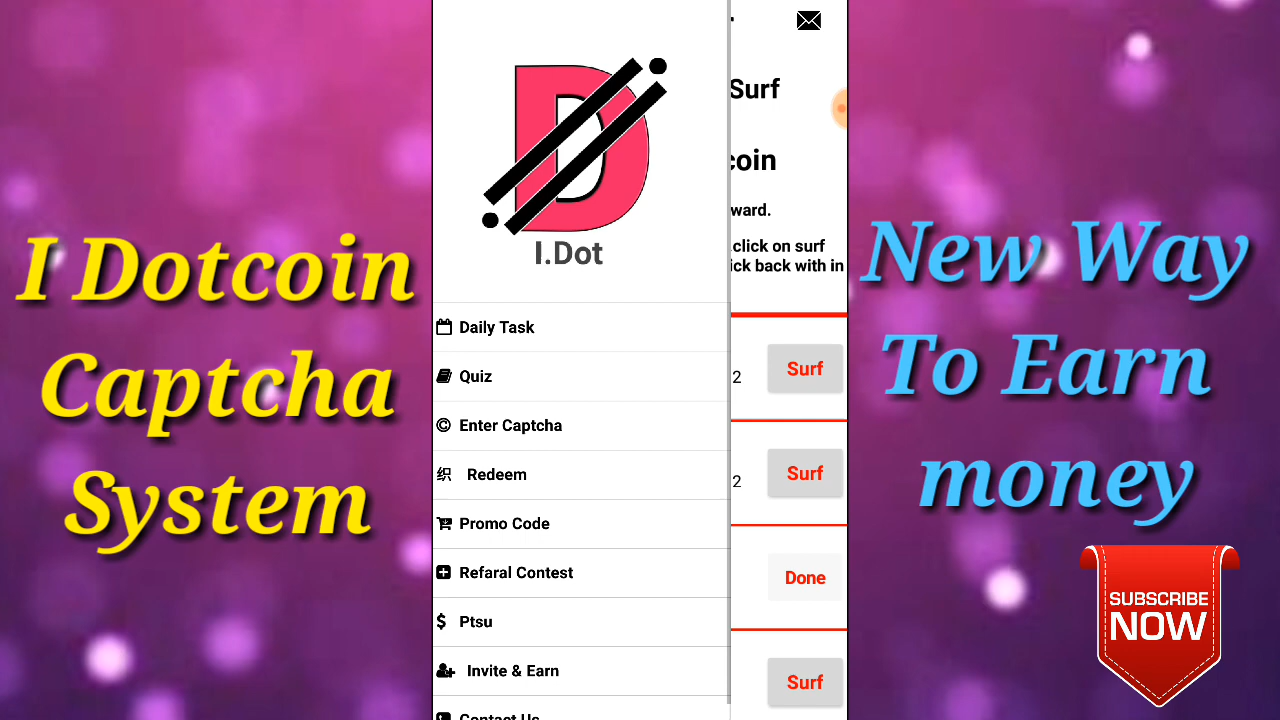 I Dotcoin
Captcha
System
I.Dot
Daily Task
Quiz
Enter Captcha
Redeem
Promo Code
Refaral Contest
Ptsu
Invite & Earn
Contact Us
Surf
coin
ward.
click on surf
ick back with in
2
Surf
2
Surf
Done
Surf
New Way
To Earn
money
SUBSCRIBE
NOW